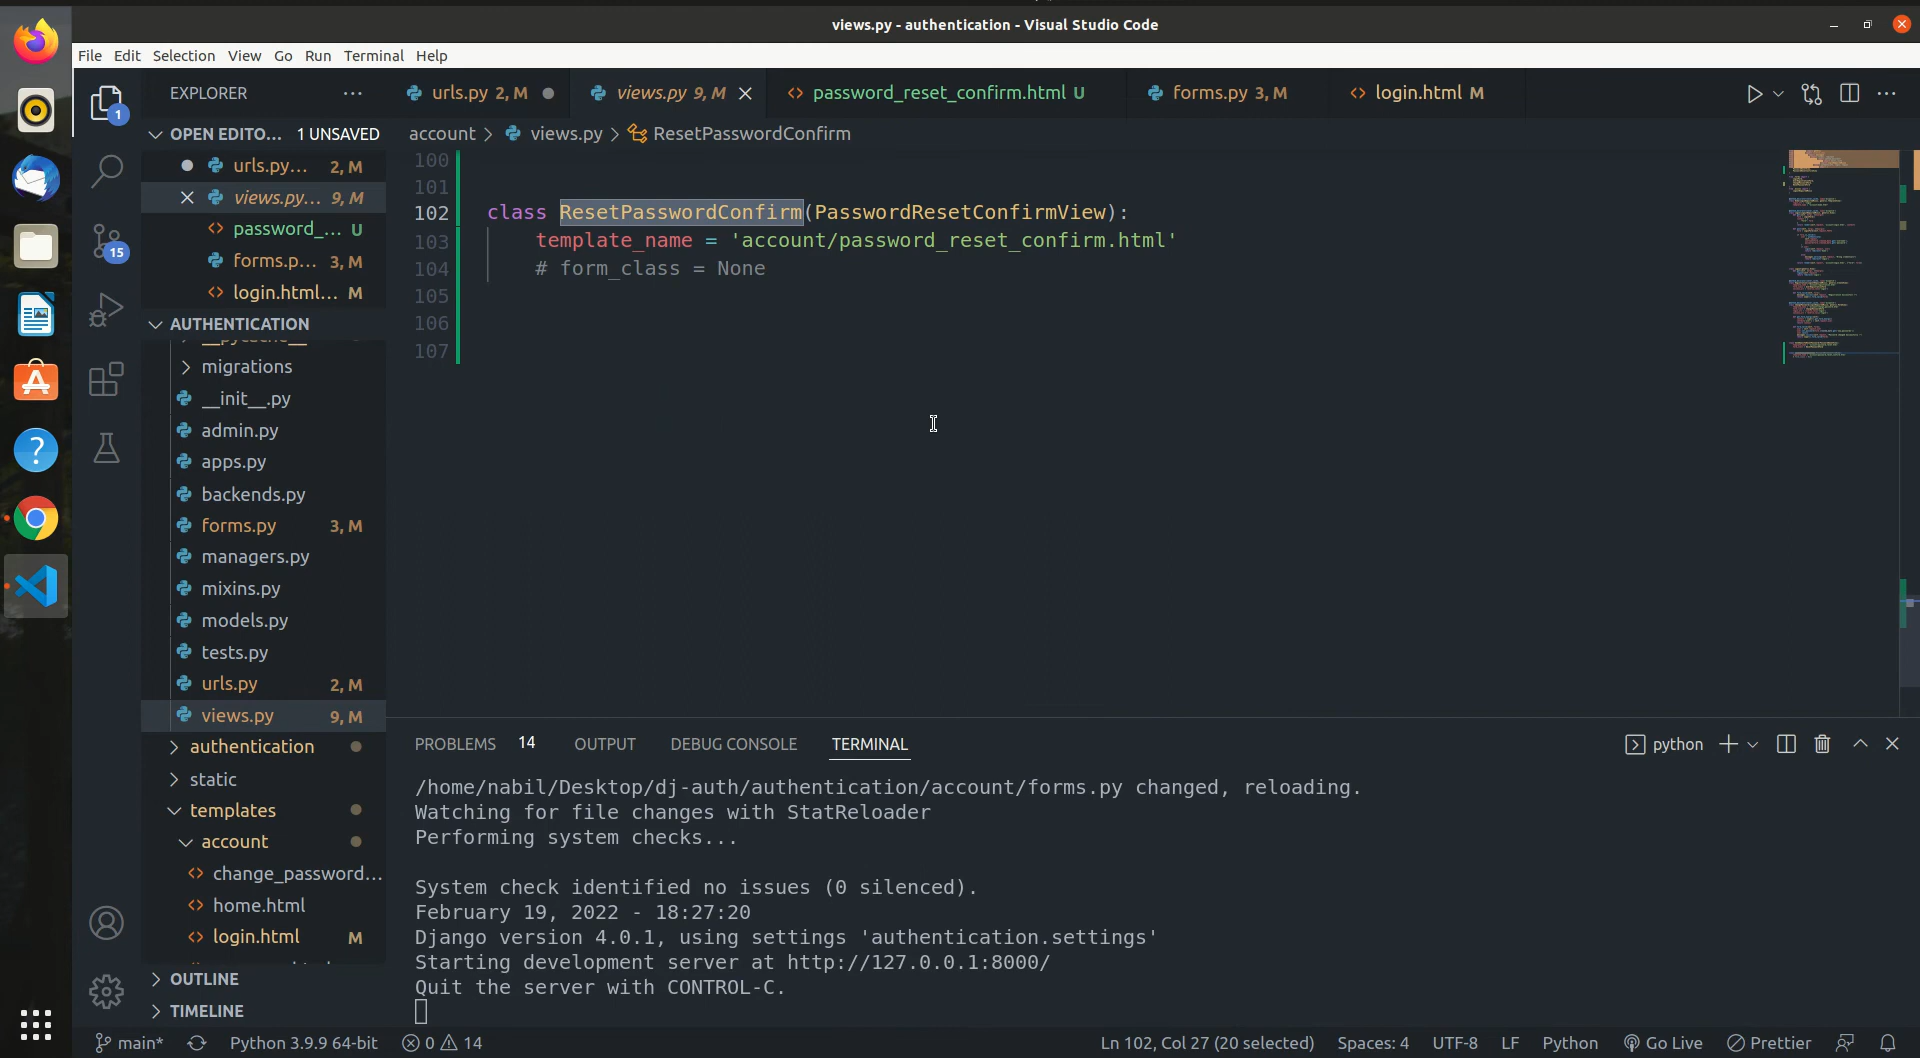 views.py - authentication - Visual Studio Code
File Edit Selection View Go Run Terminal Help
EXPLORER
urls.py 2, M
views.py 9, M
password_reset_confirm.html U
forms.py 3, M
login.html M
OPEN EDITO... 1 UNSAVED
account > views.py > ResetPasswordConfirm
urls.py... 2, M
views.py... 9, M
password_... U
forms.p... 3, M
login.html... M
100
101
102 class ResetPasswordConfirm(PasswordResetConfirmView):
103 template_name = 'account/password_reset_confirm.html'
104 # form_class = None
105
106
107
AUTHENTICATION
__pycache__
migrations
__init__.py
admin.py
apps.py
backends.py
forms.py 3, M
managers.py
mixins.py
models.py
tests.py
urls.py 2, M
views.py 9, M
authentication
static
templates
account
change_password...
home.html
login.html M
OUTLINE
TIMELINE
1
15
PROBLEMS 14 OUTPUT DEBUG CONSOLE TERMINAL
python
/home/nabil/Desktop/dj-auth/authentication/account/forms.py changed, reloading.
Watching for file changes with StatReloader
Performing system checks...
System check identified no issues (0 silenced).
February 19, 2022 - 18:27:20
Django version 4.0.1, using settings 'authentication.settings'
Starting development server at http://127.0.0.1:8000/
Quit the server with CONTROL-C.
main* Python 3.9.9 64-bit 0 14 Ln 102, Col 27 (20 selected) Spaces: 4 UTF-8 LF Python Go Live Prettier